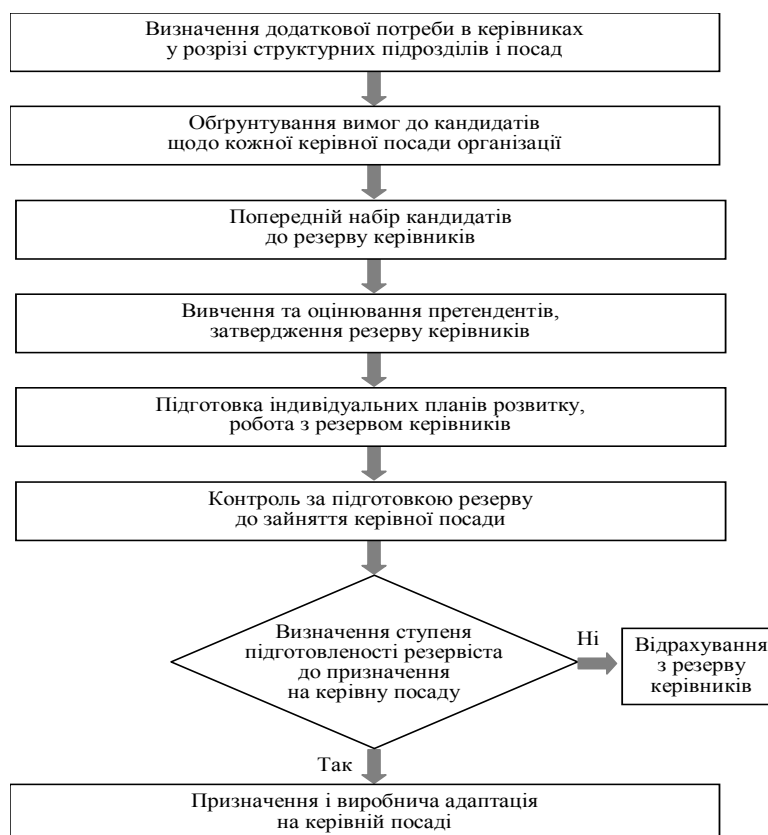 Визначення додаткової потреби в керівниках
у розрізі структурних підрозділів і посад
Обґрунтування вимог до кандидатів
щодо кожної керівної посади організації
Попередній набір кандидатів
до резерву керівників
Вивчення та оцінювання претендентів,
затвердження резерву керівників
Підготовка індивідуальних планів розвитку,
робота з резервом керівників
Контроль за підготовкою резерву
до зайняття керівної посади
Визначення ступеня
підготовленості резервіста
до призначення
на керівну посаду
Ні
Відрахування
з резерву
керівників
Так
Призначення і виробнича адаптація
на керівній посаді